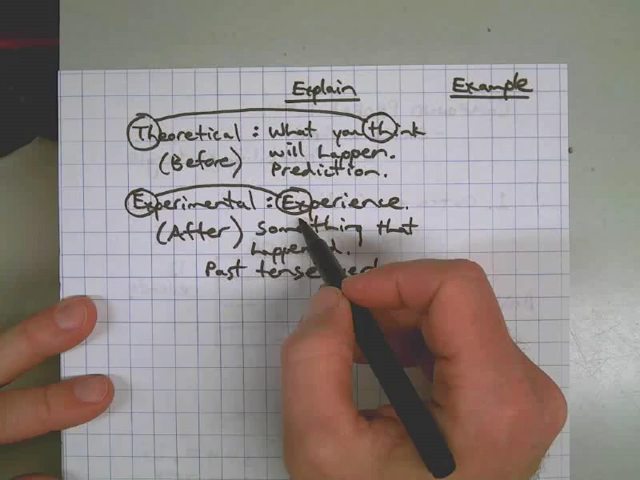 Explain Example
Theoretical : What you think
(Before) will happen.
Prediction.
Experimental : Experience.
(After) Something that
happened.
Past tense